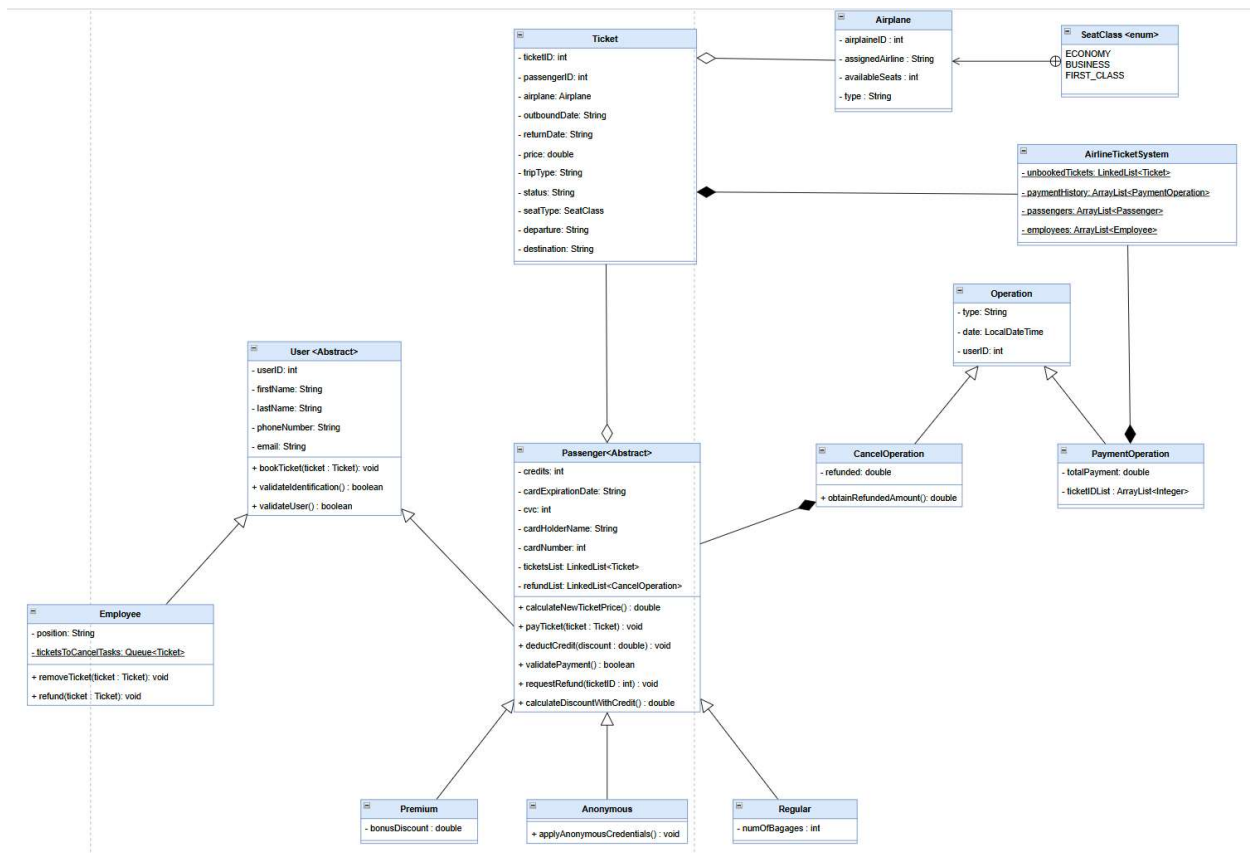 Ticket
- ticketID: int
- passengerID: int
- airplane: Airplane
- outboundDate: String
- returnDate: String
- price: double
- tripType: String
- status: String
- seatType: SeatClass
- departure: String
- destination: String
Airplane
- airplaineID : int
- assignedAirline : String
- availableSeats : int
- type : String
SeatClass <enum>
ECONOMY
BUSINESS
FIRST_CLASS
AirlineTicketSystem
- unbookedTickets: LinkedList<Ticket>
- paymentHistory: ArrayList<PaymentOperation>
- passengers: ArrayList<Passenger>
- employees: ArrayList<Employee>
Operation
- type: String
- date: LocalDateTime
- userID: int
User <Abstract>
- userID: int
- firstName: String
- lastName: String
- phoneNumber: String
- email: String
+ bookTicket(ticket : Ticket): void
+ validateIdentification() : boolean
+ validateUser() : boolean
Passenger<Abstract>
- credits: int
- cardExpirationDate: String
- cvc: int
- cardHolderName: String
- cardNumber: int
- ticketsList: LinkedList<Ticket>
- refundList: LinkedList<CancelOperation>
+ calculateNewTicketPrice() : double
+ payTicket(ticket : Ticket) : void
+ deductCredit(discount : double) : void
+ validatePayment() : boolean
+ requestRefund(ticketID : int) : void
+ calculateDiscountWithCredit() : double
CancelOperation
- refunded: double
+ obtainRefundedAmount(): double
PaymentOperation
- totalPayment: double
- ticketIDList : ArrayList<Integer>
Employee
- position: String
- ticketsToCancelTasks: Queue<Ticket>
+ removeTicket(ticket : Ticket): void
+ refund(ticket : Ticket): void
Premium
- bonusDiscount : double
Anonymous
+ applyAnonymousCredentials() : void
Regular
- numOfBagages : int